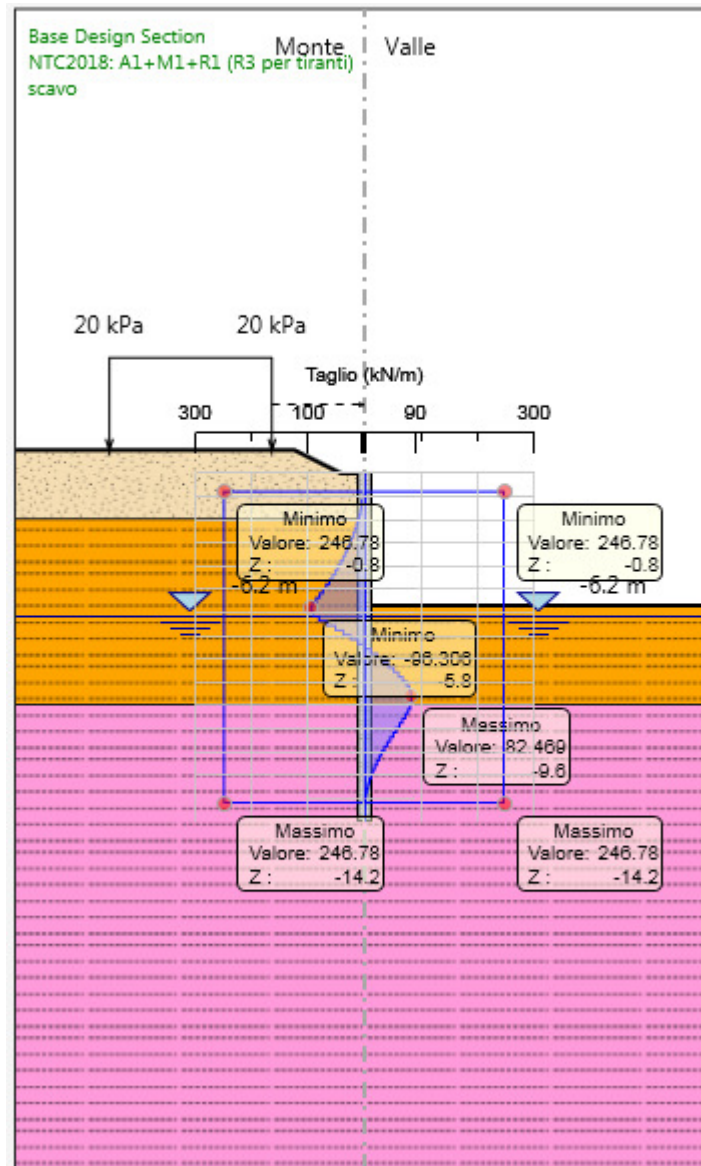 Base Design Section
NTC2018: A1+M1+R1 (R3 per tiranti)
scavo
Monte
Valle
20 kPa
20 kPa
Taglio (kN/m)
300
100
90
300
Minimo
Valore: 246.78
Z : -0.8
Minimo
Valore: 246.78
Z : -0.8
-6.2 m
-6.2 m
Minimo
Valore: -96.306
Z : -5.8
Massimo
Valore: 82.469
Z : -9.6
Massimo
Valore: 246.78
Z : -14.2
Massimo
Valore: 246.78
Z : -14.2